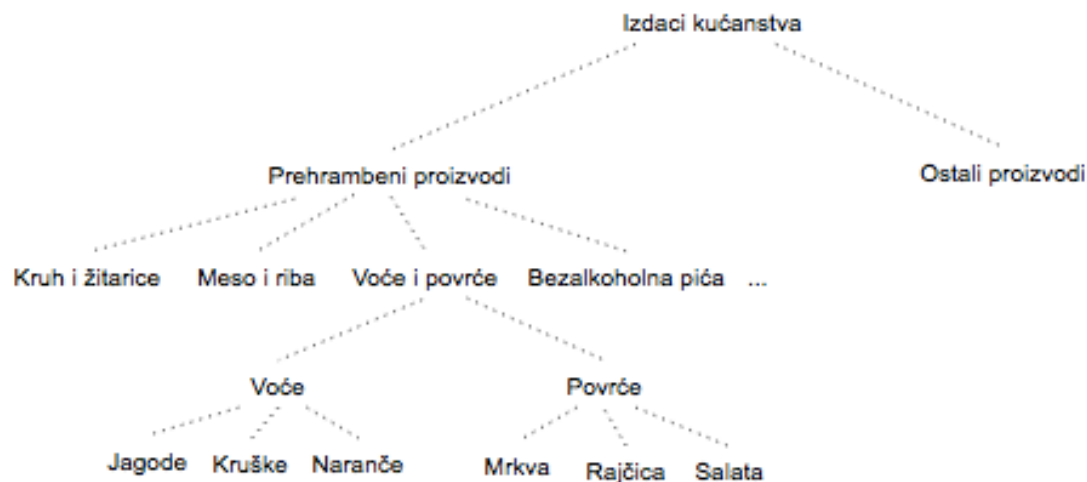 Izdaci kućanstva
Prehrambeni proizvodi
Ostali proizvodi
Kruh i žitarice
Meso i riba
Voće i povrće
Bezalkoholna pića
...
Voće
Povrće
Jagode
Kruške
Naranče
Mrkva
Rajčica
Salata